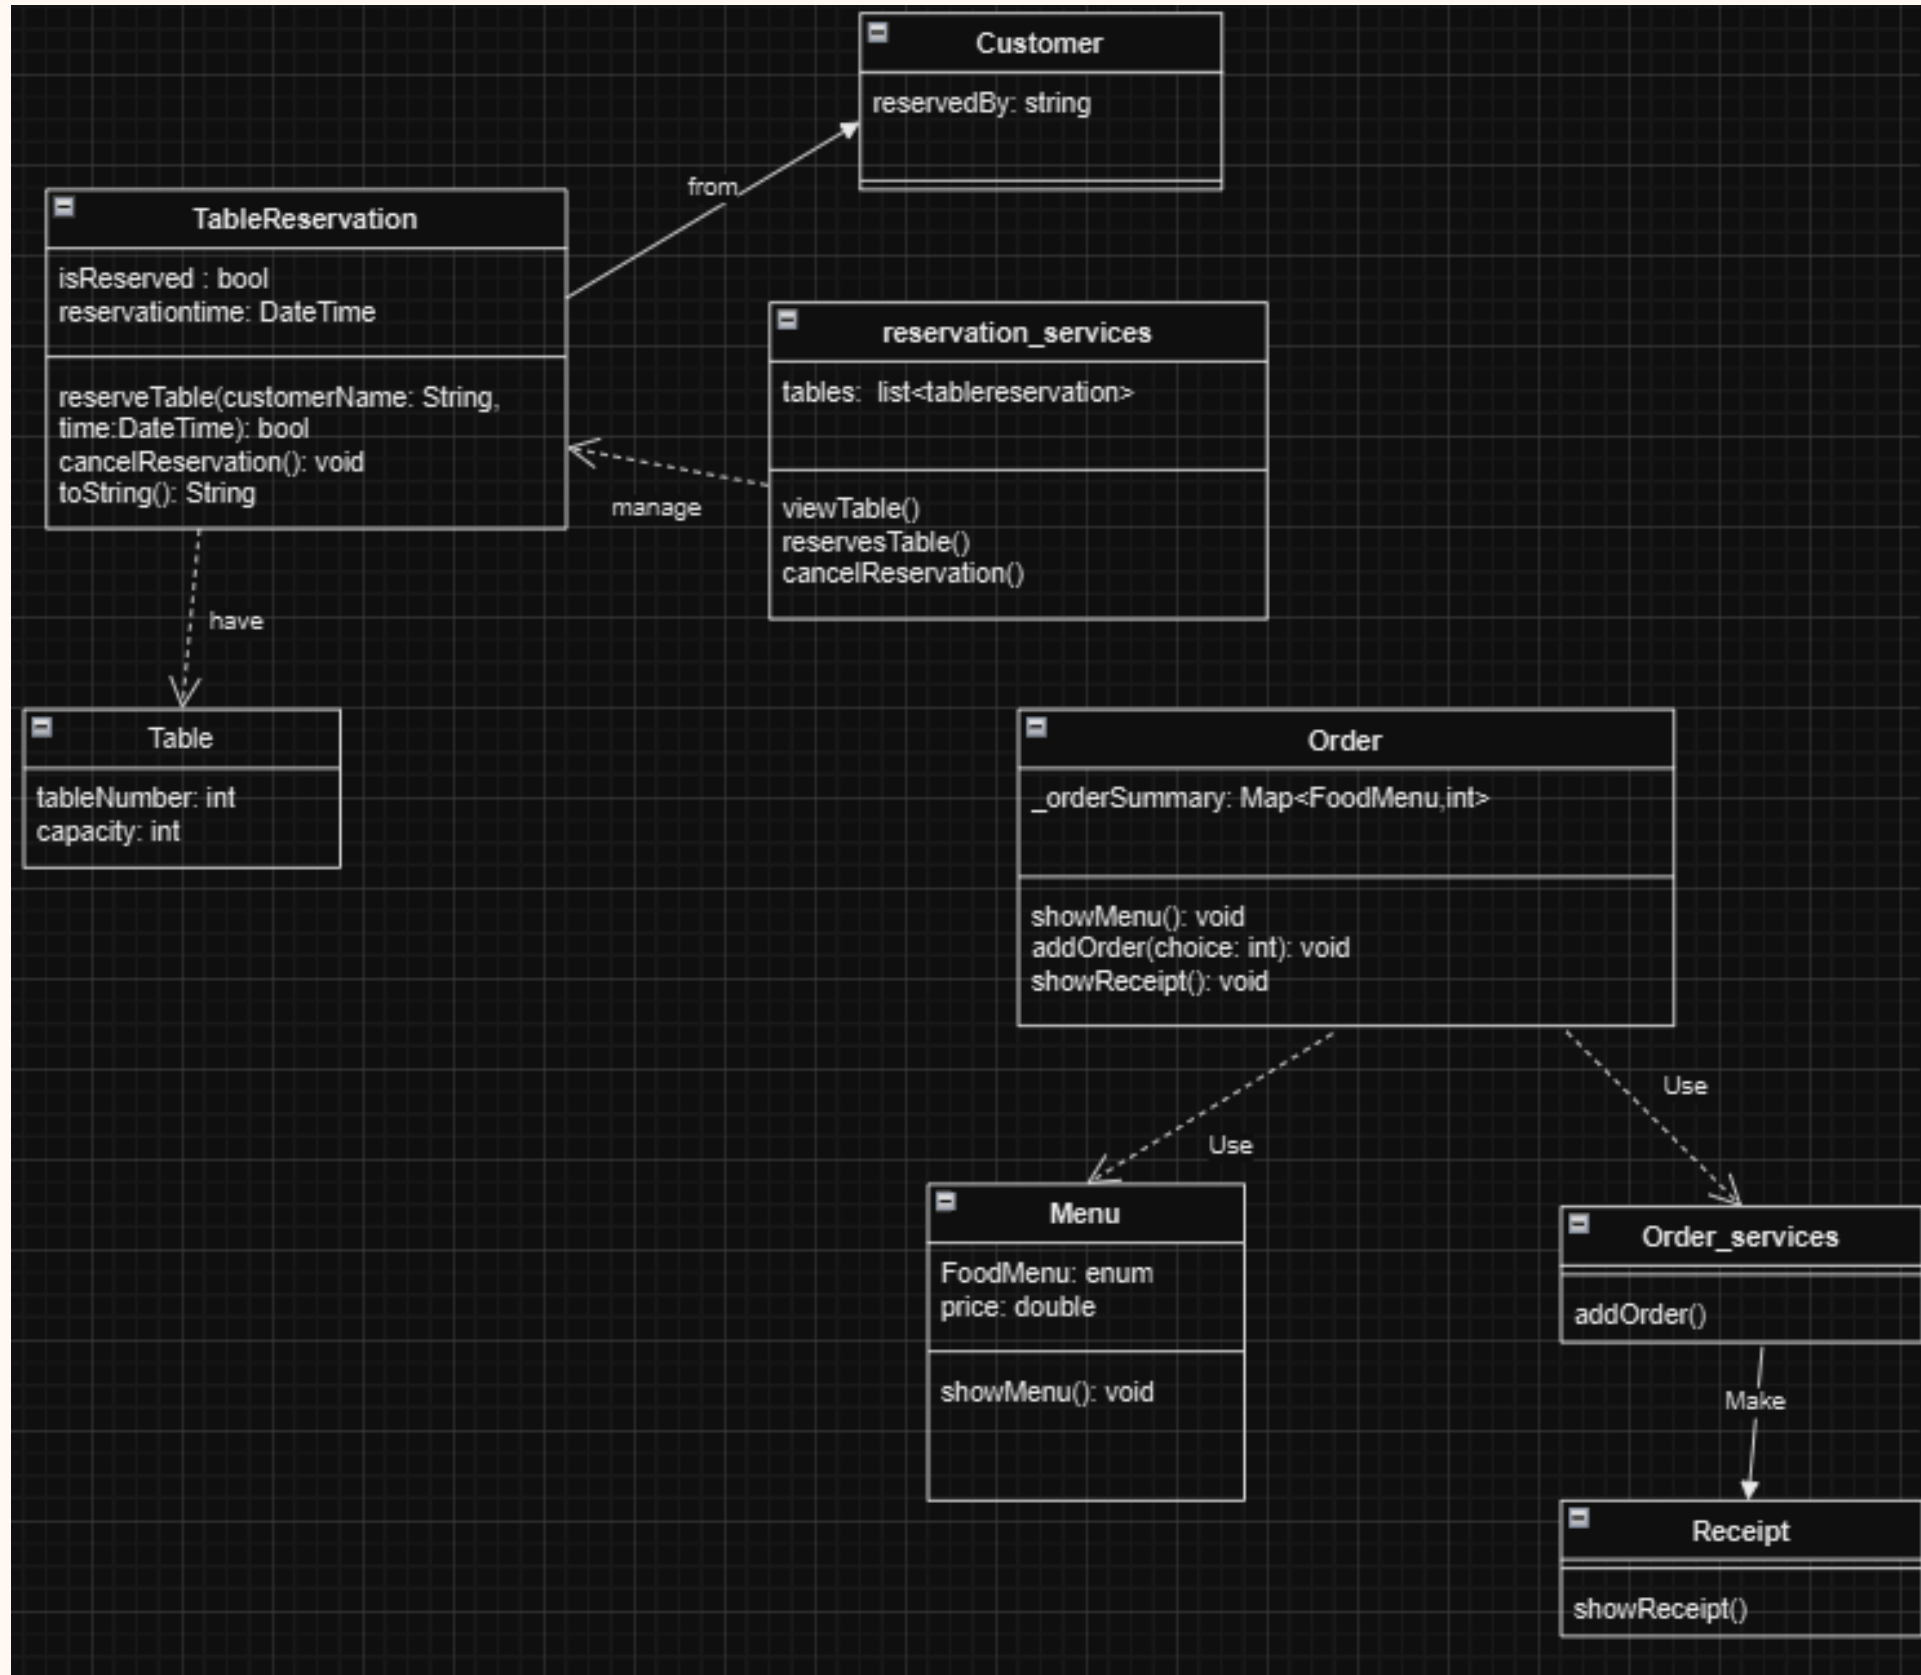 Customer
reservedBy: string
from
TableReservation
isReserved : bool
reservationtime: DateTime
reserveTable(customerName: String,
time:DateTime): bool
cancelReservation(): void
toString(): String
reservation_services
tables:  list<tablereservation>
viewTable()
reservesTable()
cancelReservation()
manage
have
Table
tableNumber: int
capacity: int
Order
_orderSummary: Map<FoodMenu,int>
showMenu(): void
addOrder(choice: int): void
showReceipt(): void
Use
Use
Menu
FoodMenu: enum
price: double
showMenu(): void
Order_services
addOrder()
Make
Receipt
showReceipt()